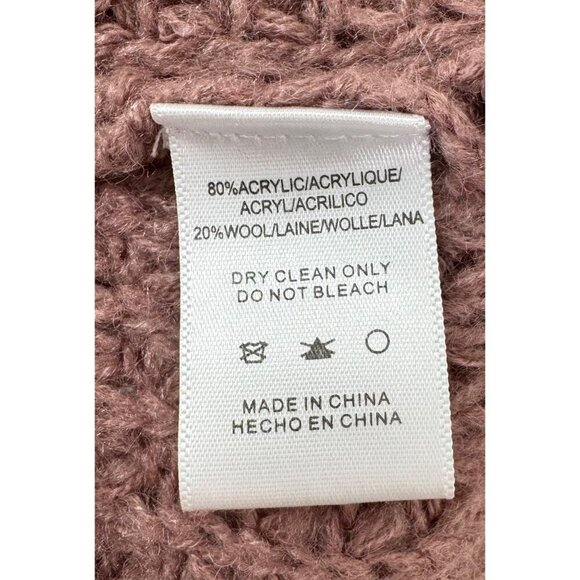 80%ACRYLIC/ACRYLIQUE/
ACRYL/ACRILICO
20%WOOL/LAINE/WOLLE/LANA
DRY CLEAN ONLY
DO NOT BLEACH
MADE IN CHINA
HECHO EN CHINA